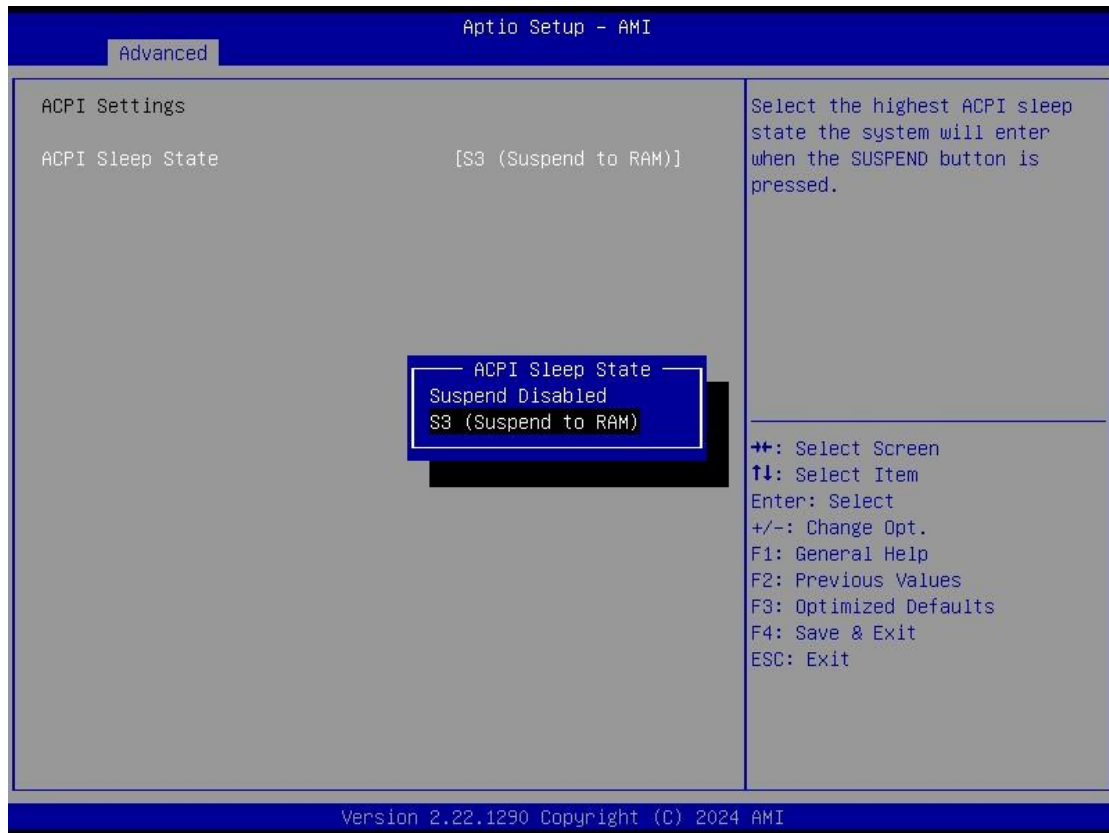 Aptio Setup - AMI
Advanced
ACPI Settings
ACPI Sleep State [S3 (Suspend to RAM)]
Select the highest ACPI sleep
state the system will enter
when the SUSPEND button is
pressed.
ACPI Sleep State
Suspend Disabled
S3 (Suspend to RAM)
→←: Select Screen
↑↓: Select Item
Enter: Select
+/-: Change Opt.
F1: General Help
F2: Previous Values
F3: Optimized Defaults
F4: Save & Exit
ESC: Exit
Version 2.22.1290 Copyright (C) 2024 AMI